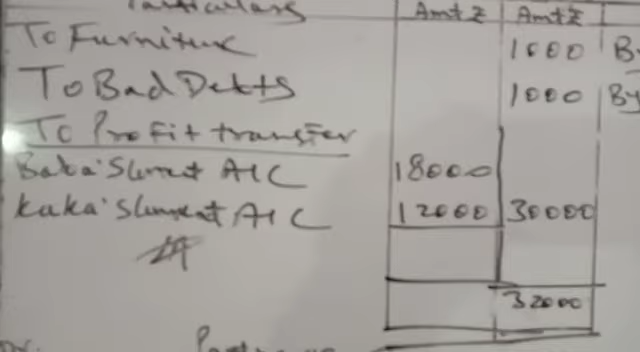 Particulars Amt ₹ Amt ₹
To Furniture 1000 By
To Bad Debts 1000 By
To Profit transfer
Baba's Current A/C 18000
Kaka's Current A/C 12000 30000
32000
Dr.